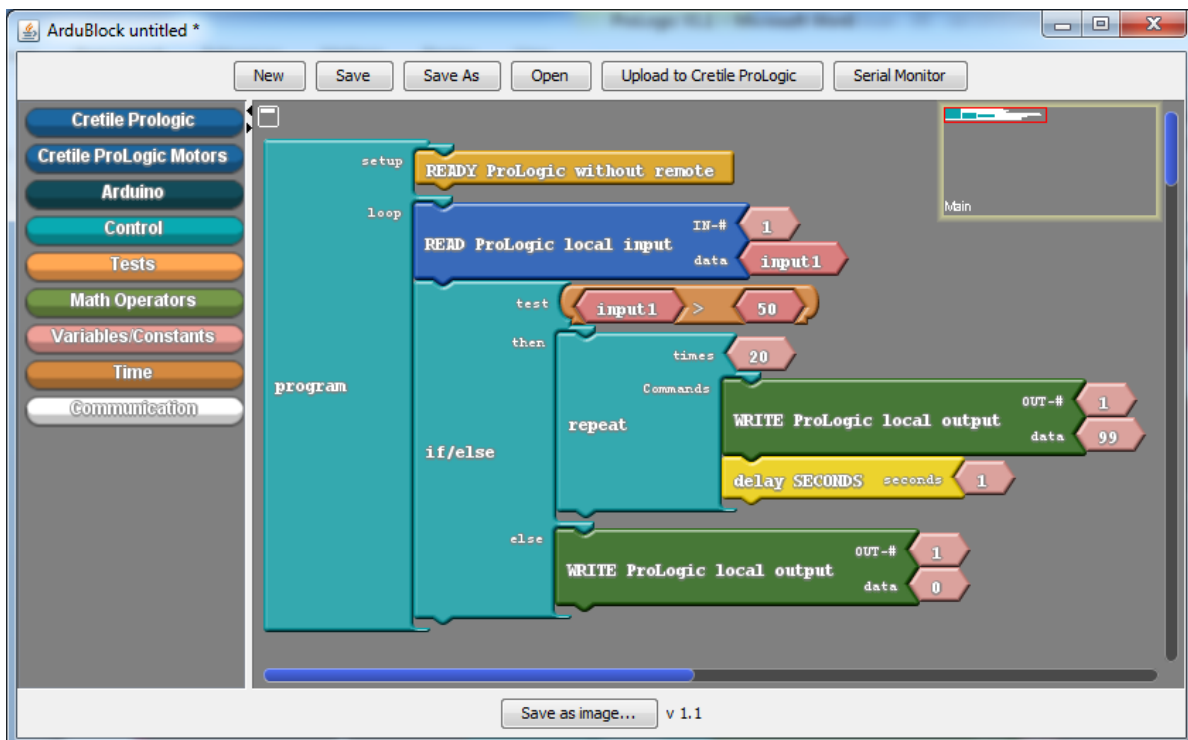 ArduBlock untitled *
New Save Save As Open Upload to Cretile ProLogic Serial Monitor
Cretile Prologic
Cretile ProLogic Motors
Arduino
Control
Tests
Math Operators
Variables/Constants
Time
Communication
Main
program
setup
READY ProLogic without remote
loop
READ ProLogic local input
IN-# 1
data input1
if/else
test input1 > 50
then
repeat
times 20
Commands
WRITE ProLogic local output
OUT-# 1
data 99
delay SECONDS seconds 1
else
WRITE ProLogic local output
OUT-# 1
data 0
Save as image... v 1.1